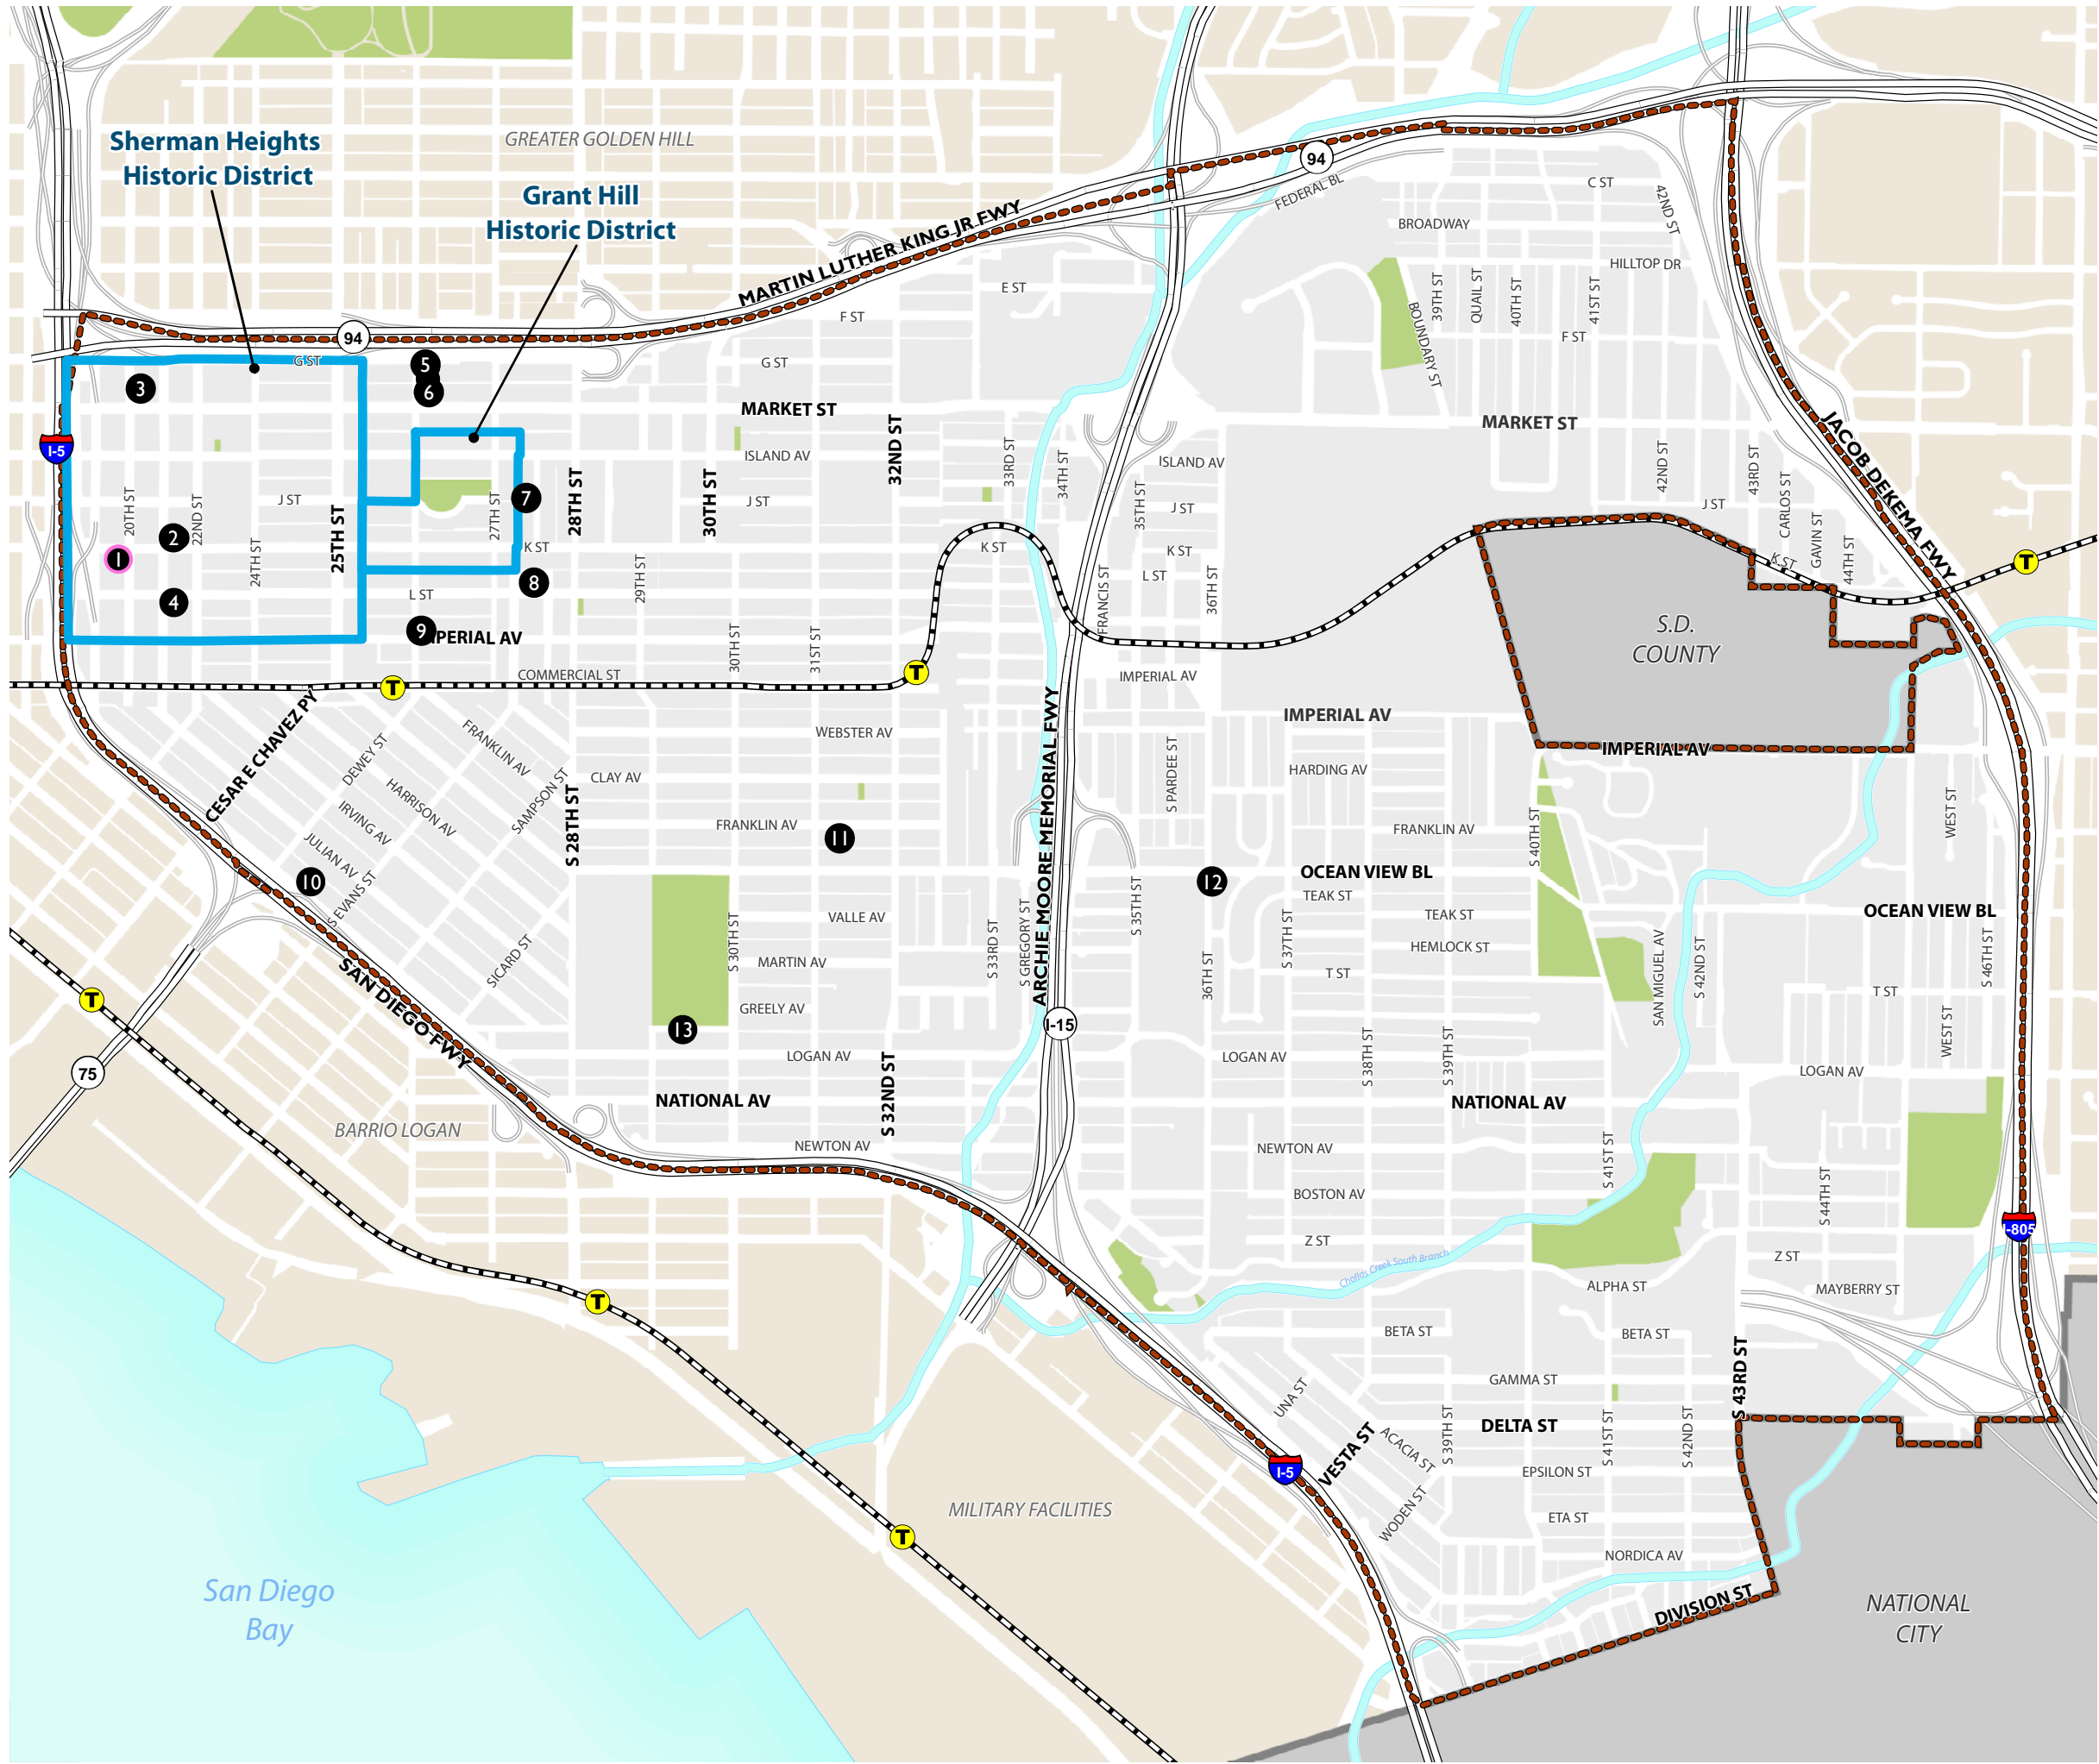 GREATER GOLDEN HILL
Sherman Heights
Historic District
Grant Hill
Historic District
94
FEDERAL BL
C ST
42ND ST
BROADWAY
HILLTOP DR
MARTIN LUTHER KING JR FWY
E ST
F ST
39TH ST
QUAIL ST
40TH ST
41ST ST
BOUNDARY ST
F ST
94
G ST
5
G ST
3
6
MARKET ST
MARKET ST
JACOB DEKEMA FWY
I-5
32ND ST
ISLAND AV
ISLAND AV
33RD ST
34TH ST
42ND ST
43RD ST
CARLOS ST
20TH ST
22ND ST
J ST
25TH ST
27TH ST
7
28TH ST
30TH ST
J ST
35TH ST
J ST
J ST
GAVIN ST
44TH ST
2
1
24TH ST
K ST
K ST
K ST
K ST
T
8
29TH ST
L ST
36TH ST
FRANCIS ST
4
L ST
9
IMPERIAL AV
30TH ST
31ST ST
S.D.
COUNTY
COMMERCIAL ST
T
T
IMPERIAL AV
CESAR E CHAVEZ PY
IMPERIAL AV
IMPERIAL AV
WEBSTER AV
DEWEY ST
FRANKLIN AV
CLAY AV
S PARDEE ST
HARDING AV
HARRISON AV
SAMPSON ST
S 28TH ST
IRVING AV
JULIAN AV
FRANKLIN AV
11
ARCHIE MOORE MEMORIAL FWY
FRANKLIN AV
S 40TH ST
WEST ST
10
S EVANS ST
12
OCEAN VIEW BL
TEAK ST
OCEAN VIEW BL
S 35TH ST
VALLE AV
TEAK ST
S 30TH ST
S 33RD ST
S GREGORY ST
S 37TH ST
HEMLOCK ST
SICARD ST
MARTIN AV
36TH ST
T ST
SAN MIGUEL AV
S 42ND ST
S 46TH ST
T
SAN DIEGO FWY
GREELY AV
T ST
13
I-15
WEST ST
LOGAN AV
LOGAN AV
S 38TH ST
S 39TH ST
LOGAN AV
75
S 32ND ST
NATIONAL AV
NATIONAL AV
BARRIO LOGAN
NEWTON AV
NEWTON AV
S 41ST ST
BOSTON AV
S 44TH ST
I-805
Z ST
Z ST
Chollas Creek South Branch
ALPHA ST
MAYBERRY ST
T
BETA ST
BETA ST
S 43RD ST
UNA ST
GAMMA ST
VESTA ST
ACACIA ST
S 39TH ST
DELTA ST
S 41ST ST
S 42ND ST
I-5
EPSILON ST
WODEN ST
MILITARY FACILITIES
ETA ST
T
NORDICA AV
San Diego
Bay
DIVISION ST
NATIONAL
CITY